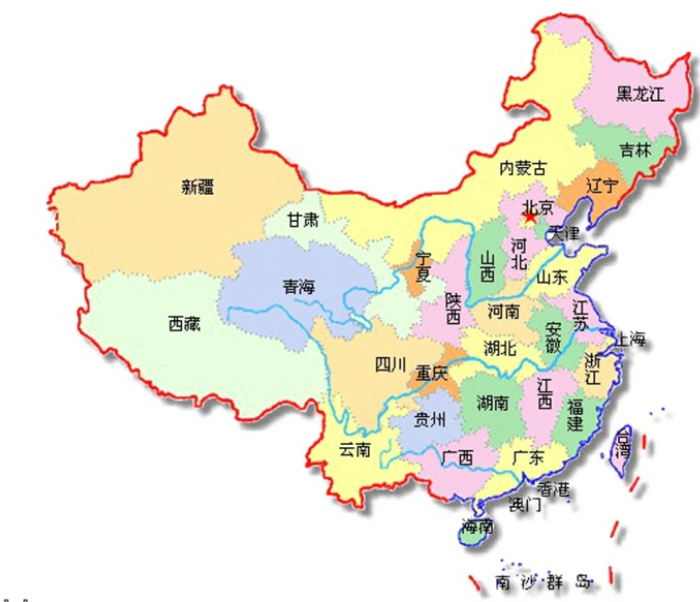 黑龙江
吉林
内蒙古
辽宁
新疆
北京
甘肃
天津
宁夏
山西
河北
山东
青海
陕西
河南
江苏
西藏
安徽
上海
湖北
四川
重庆
浙江
湖南
江西
贵州
福建
台湾
云南
广西
广东
香港
澳门
海南
南沙群岛